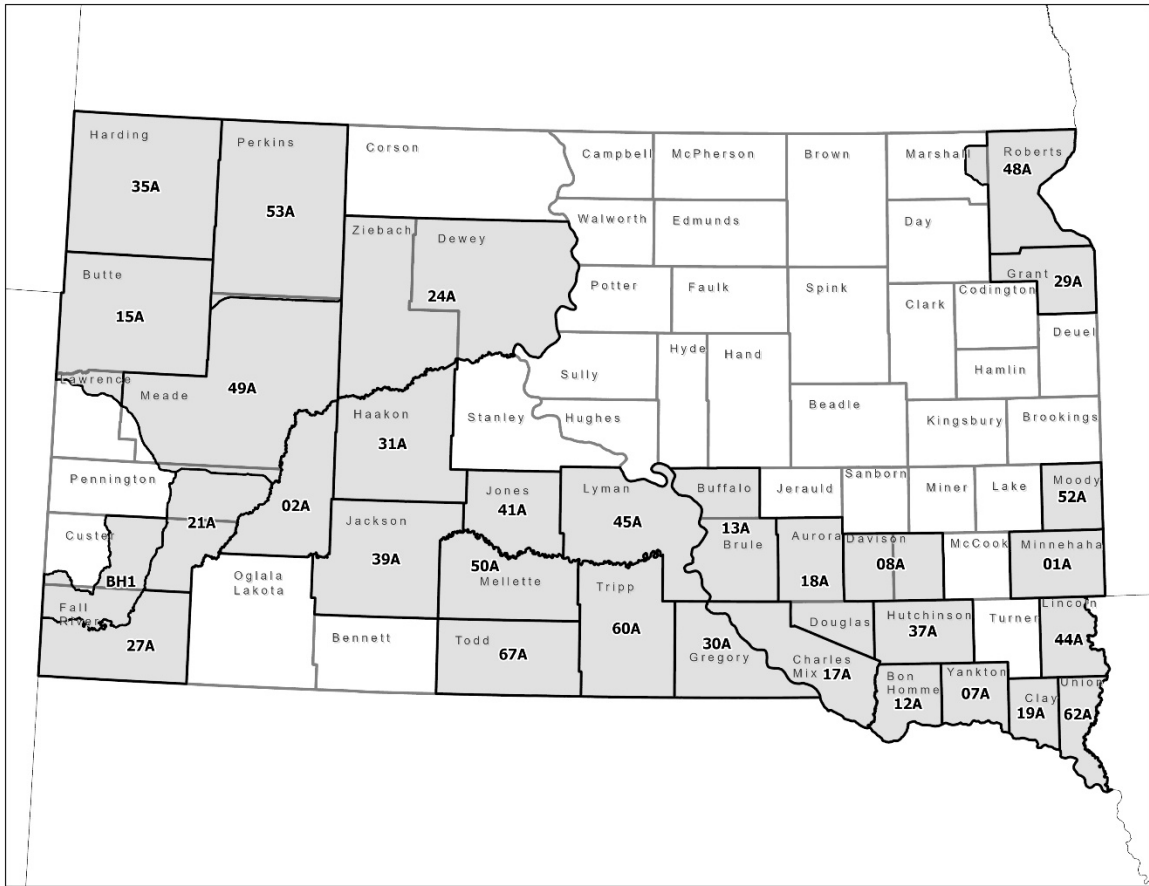 Harding
35A
Perkins
53A
Corson
Campbell
McPherson
Brown
Marshall
Roberts
48A
Walworth
Edmunds
Day
Ziebach
Dewey
24A
Butte
15A
Potter
Faulk
Spink
Grant
29A
Codington
Clark
Deuel
Lawrence
Meade
49A
Haakon
31A
Stanley
Sully
Hyde
Hand
Hughes
Beadle
Hamlin
Kingsbury
Brookings
Pennington
21A
02A
Jones
41A
Lyman
45A
Buffalo
Jerauld
Sanborn
Miner
Lake
Moody
52A
Custer
BH1
Jackson
39A
13A
Brule
Aurora
18A
Davison
08A
McCook
Minnehaha
01A
Oglala
Lakota
50A
Mellette
Tripp
60A
Fall
River
27A
Bennett
Todd
67A
30A
Gregory
Douglas
Charles
Mix
17A
Hutchinson
37A
Turner
Lincoln
44A
Bon
Homme
12A
Yankton
07A
Clay
19A
Union
62A